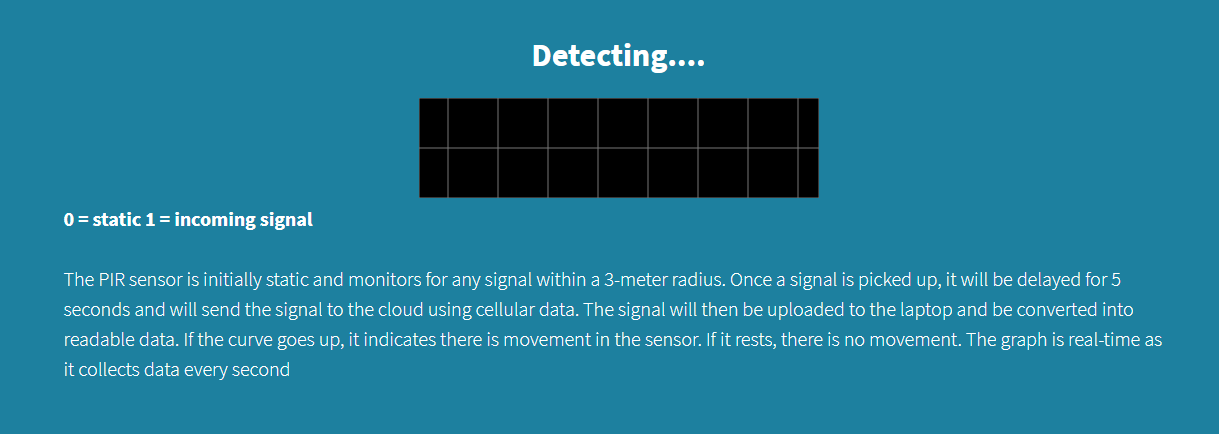 Detecting....
0 = static 1 = incoming signal
The PIR sensor is initially static and monitors for any signal within a 3-meter radius. Once a signal is picked up, it will be delayed for 5
seconds and will send the signal to the cloud using cellular data. The signal will then be uploaded to the laptop and be converted into
readable data. If the curve goes up, it indicates there is movement in the sensor. If it rests, there is no movement. The graph is real-time as
it collects data every second